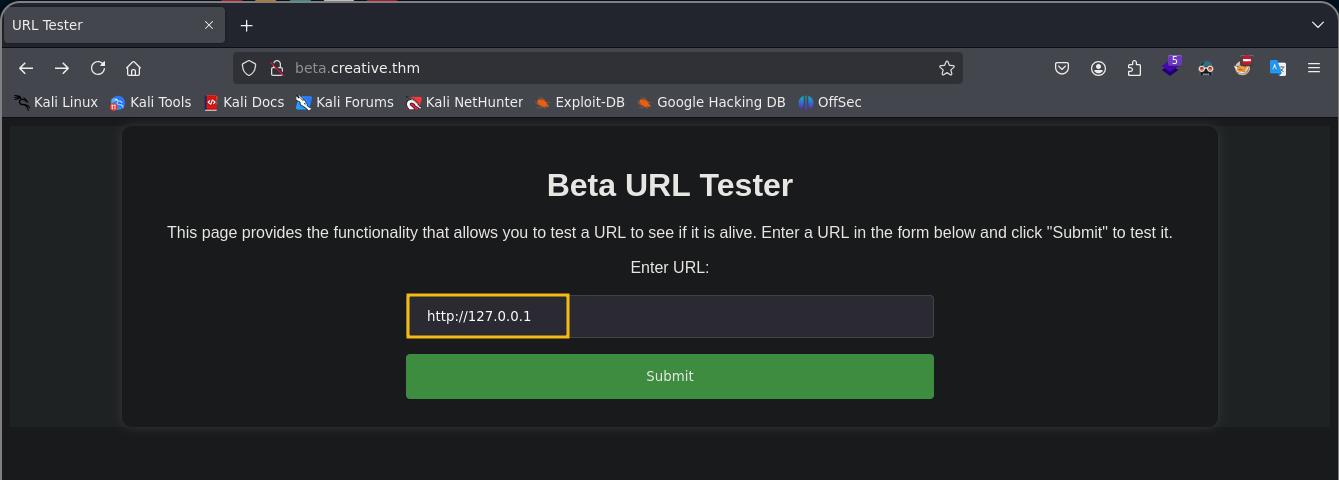 URL Tester
beta.creative.thm
5
Kali Linux Kali Tools Kali Docs Kali Forums Kali NetHunter Exploit-DB Google Hacking DB OffSec
Beta URL Tester
This page provides the functionality that allows you to test a URL to see if it is alive. Enter a URL in the form below and click "Submit" to test it.
Enter URL:
http://127.0.0.1
Submit